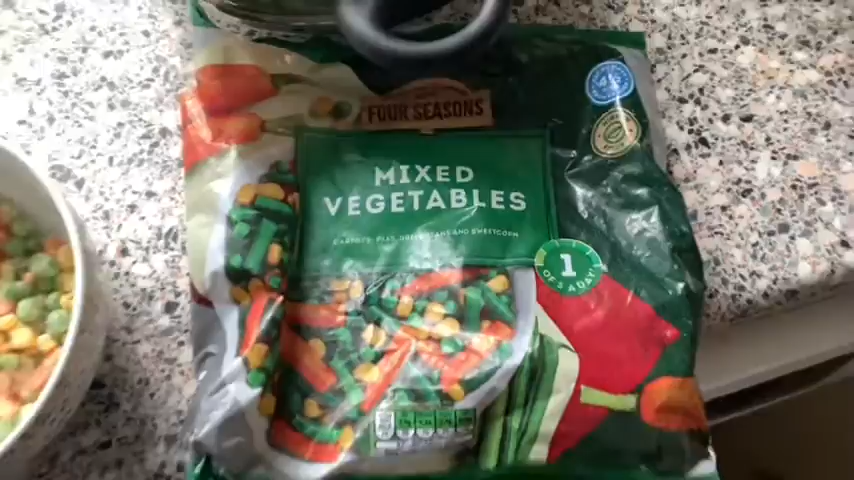 FOUR SEASONS
MIXED
VEGETABLES
CARROTS, PEAS, GREEN BEANS AND SWEETCORN
1
OF 5 A DAY